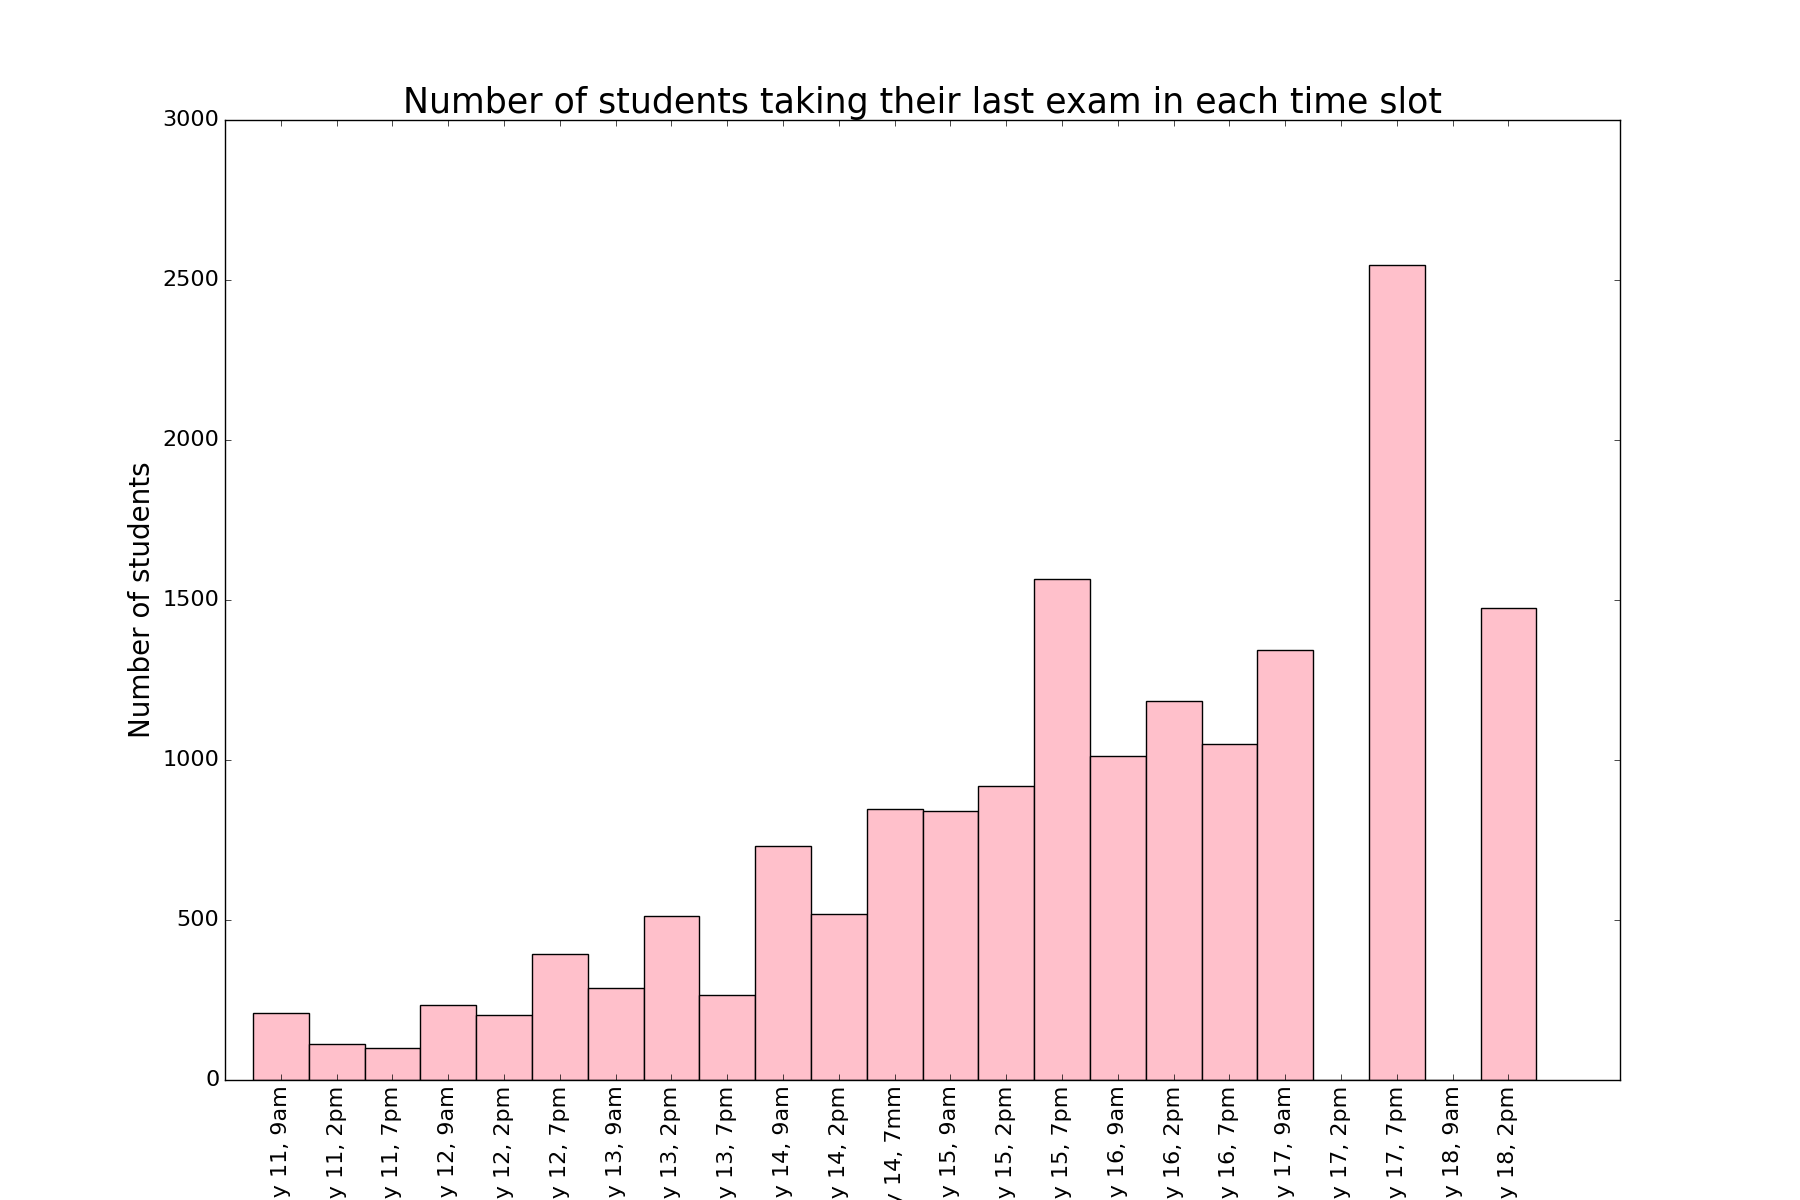 Number of students taking their last exam in each time slot
3000
2500
2000
1500
1000
500
0
Number of students
y 11, 9am
y 11, 2pm
y 11, 7pm
y 12, 9am
y 12, 2pm
y 12, 7pm
y 13, 9am
y 13, 2pm
y 13, 7pm
y 14, 9am
y 14, 2pm
y 14, 7mm
y 15, 9am
y 15, 2pm
y 15, 7pm
y 16, 9am
y 16, 2pm
y 16, 7pm
y 17, 9am
y 17, 2pm
y 17, 7pm
y 18, 9am
y 18, 2pm